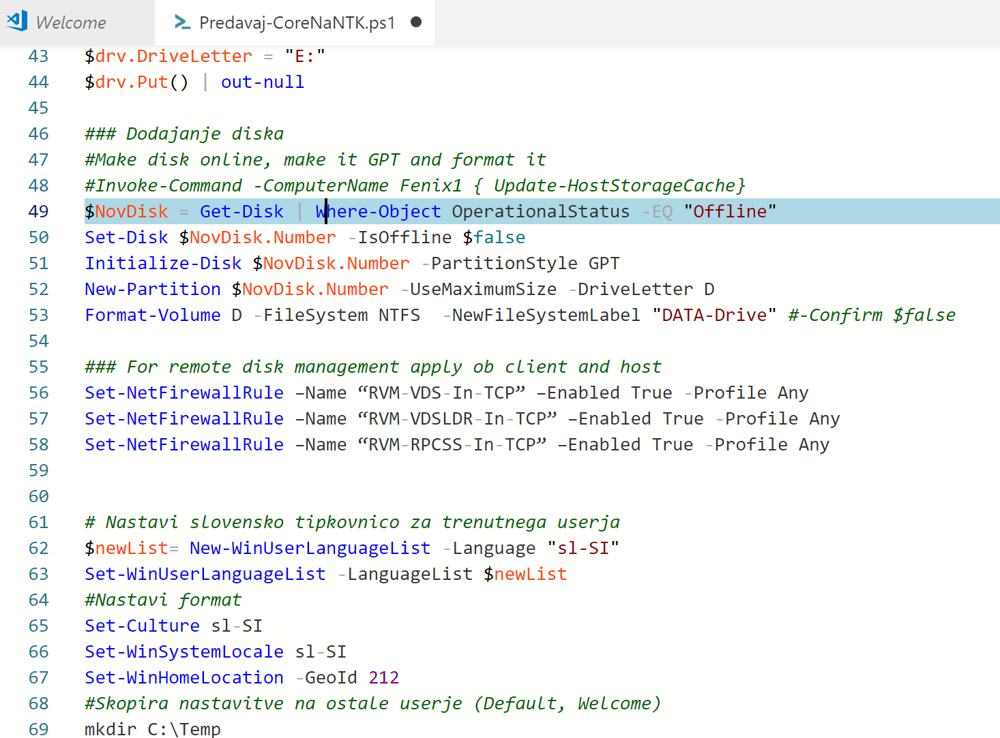 Welcome
Predavaj-CoreNaNTK.ps1
43 $drv.DriveLetter = "E:"
44 $drv.Put() | out-null
45
46 ### Dodajanje diska
47 #Make disk online, make it GPT and format it
48 #Invoke-Command -ComputerName Fenix1 { Update-HostStorageCache}
49 $NovDisk = Get-Disk | Where-Object OperationalStatus -EQ "Offline"
50 Set-Disk $NovDisk.Number -IsOffline $false
51 Initialize-Disk $NovDisk.Number -PartitionStyle GPT
52 New-Partition $NovDisk.Number -UseMaximumSize -DriveLetter D
53 Format-Volume D -FileSystem NTFS  -NewFileSystemLabel "DATA-Drive" #-Confirm $false
54
55 ### For remote disk management apply ob client and host
56 Set-NetFirewallRule –Name “RVM-VDS-In-TCP” –Enabled True -Profile Any
57 Set-NetFirewallRule –Name “RVM-VDSLDR-In-TCP” –Enabled True -Profile Any
58 Set-NetFirewallRule –Name “RVM-RPCSS-In-TCP” –Enabled True -Profile Any
59
60
61 # Nastavi slovensko tipkovnico za trenutnega userja
62 $newList= New-WinUserLanguageList -Language "sl-SI"
63 Set-WinUserLanguageList -LanguageList $newList
64 #Nastavi format
65 Set-Culture sl-SI
66 Set-WinSystemLocale sl-SI
67 Set-WinHomeLocation -GeoId 212
68 #Skopira nastavitve na ostale userje (Default, Welcome)
69 mkdir C:\Temp